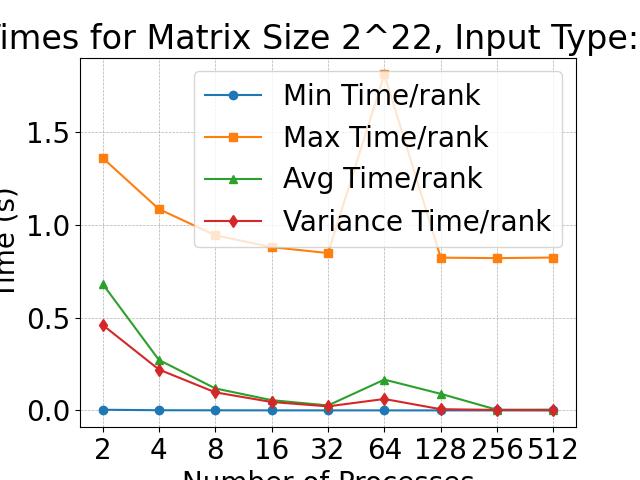 imes for Matrix Size 2^22, Input Type:
Min Time/rank
Max Time/rank
Avg Time/rank
Variance Time/rank
Time (s)
1.5
1.0
0.5
0.0
2 4 8 16 32 64 128 256 512
Number of Processes